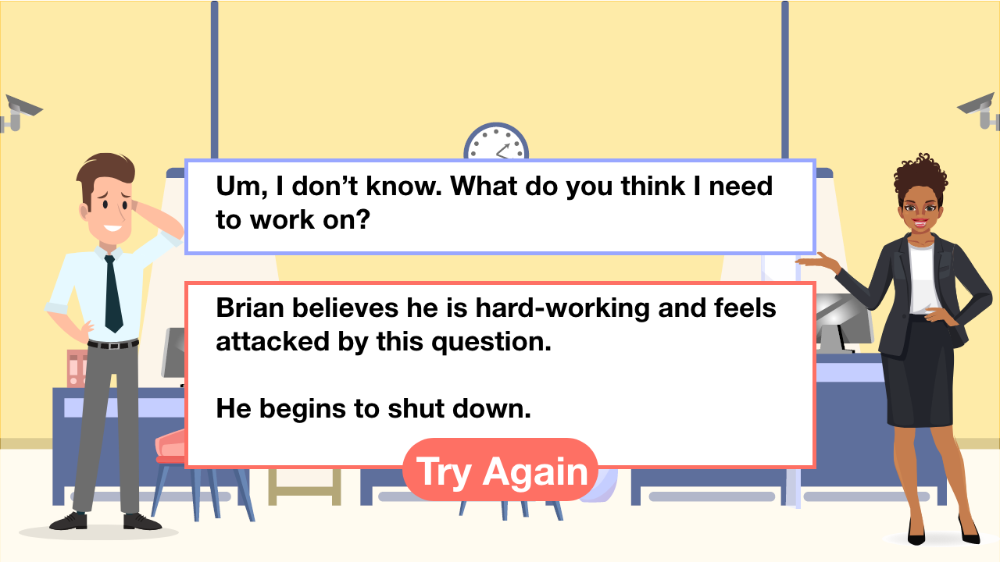 Um, I don’t know. What do you think I need
to work on?
Brian believes he is hard-working and feels
attacked by this question.
He begins to shut down.
Try Again